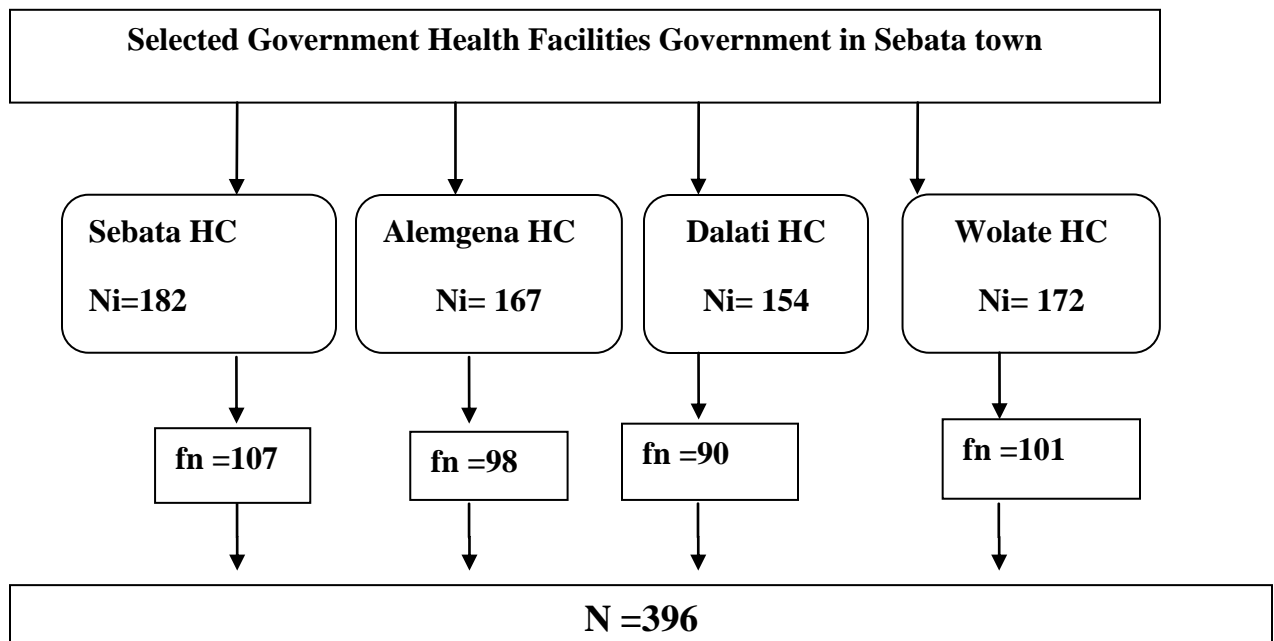 Selected Government Health Facilities Government in Sebata town
Sebata HC
Ni=182
Alemgena HC
Ni= 167
Dalati HC
Ni= 154
Wolate HC
Ni= 172
fn =107
fn =98
fn =90
fn =101
N =396